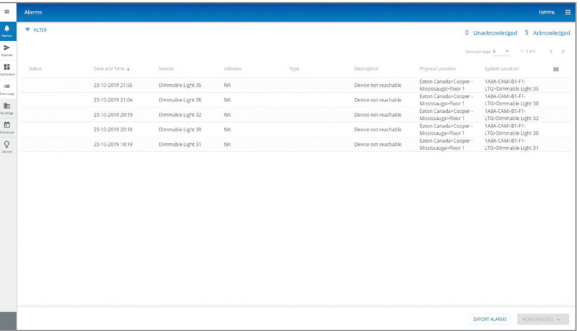 Alarms
Lighting
FILTER
0 Unacknowledged 5 Acknowledged
Items per page 5 1 - 5 of 5
Status Date and Time Source Address Type Description Physical Location System Location
23-10-2019 21:55 Dimmable Light 35 NA Device not reachable Eaton Canada>Cooper - Mississauga>Floor 1 1A8A-CAM>B1-F1-LTG>Dimmable Light 35
23-10-2019 21:04 Dimmable Light 38 NA Device not reachable Eaton Canada>Cooper - Mississauga>Floor 1 1A8A-CAM>B1-F1-LTG>Dimmable Light 38
23-10-2019 20:19 Dimmable Light 32 NA Device not reachable Eaton Canada>Cooper - Mississauga>Floor 1 1A8A-CAM>B1-F1-LTG>Dimmable Light 32
23-10-2019 20:18 Dimmable Light 30 NA Device not reachable Eaton Canada>Cooper - Mississauga>Floor 1 1A8A-CAM>B1-F1-LTG>Dimmable Light 30
23-10-2019 18:19 Dimmable Light 31 NA Device not reachable Eaton Canada>Cooper - Mississauga>Floor 1 1A8A-CAM>B1-F1-LTG>Dimmable Light 31
EXPORT ALARMS ACKNOWLEDGE